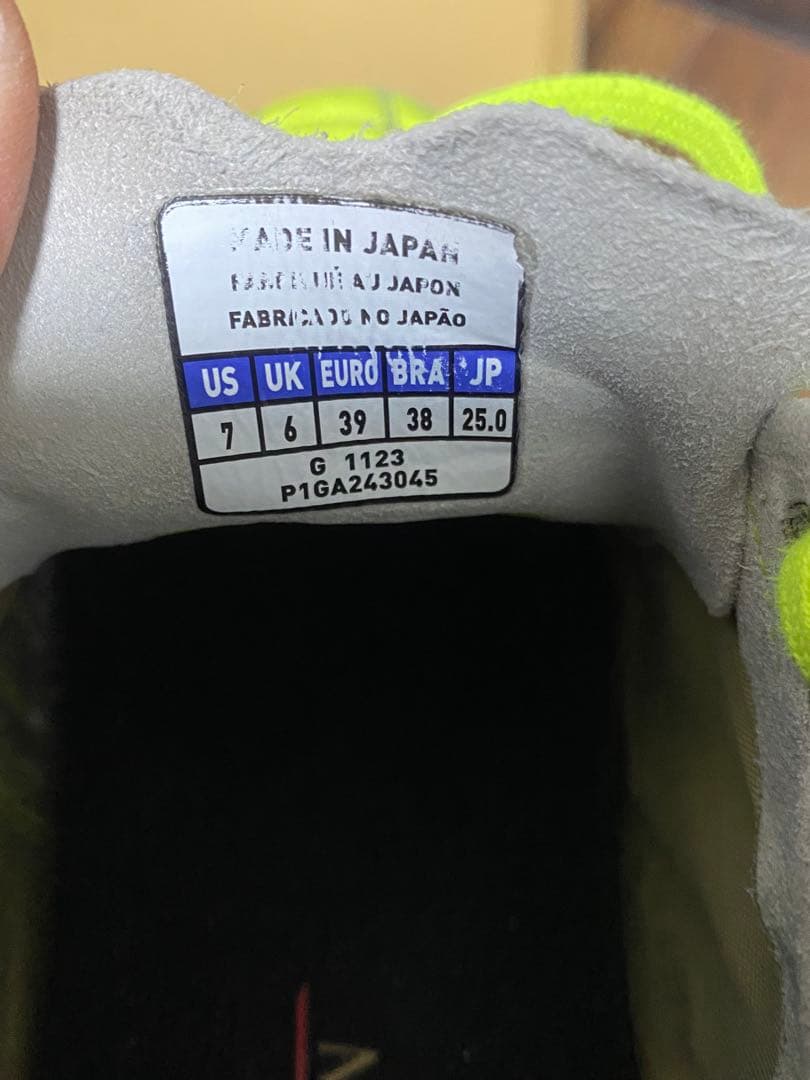 MADE IN JAPAN
FABRIQUÉ AU JAPON
FABRICADO NO JAPÃO
US UK EURO BRA JP
7 6 39 38 25.0
G 1123
P1GA243045